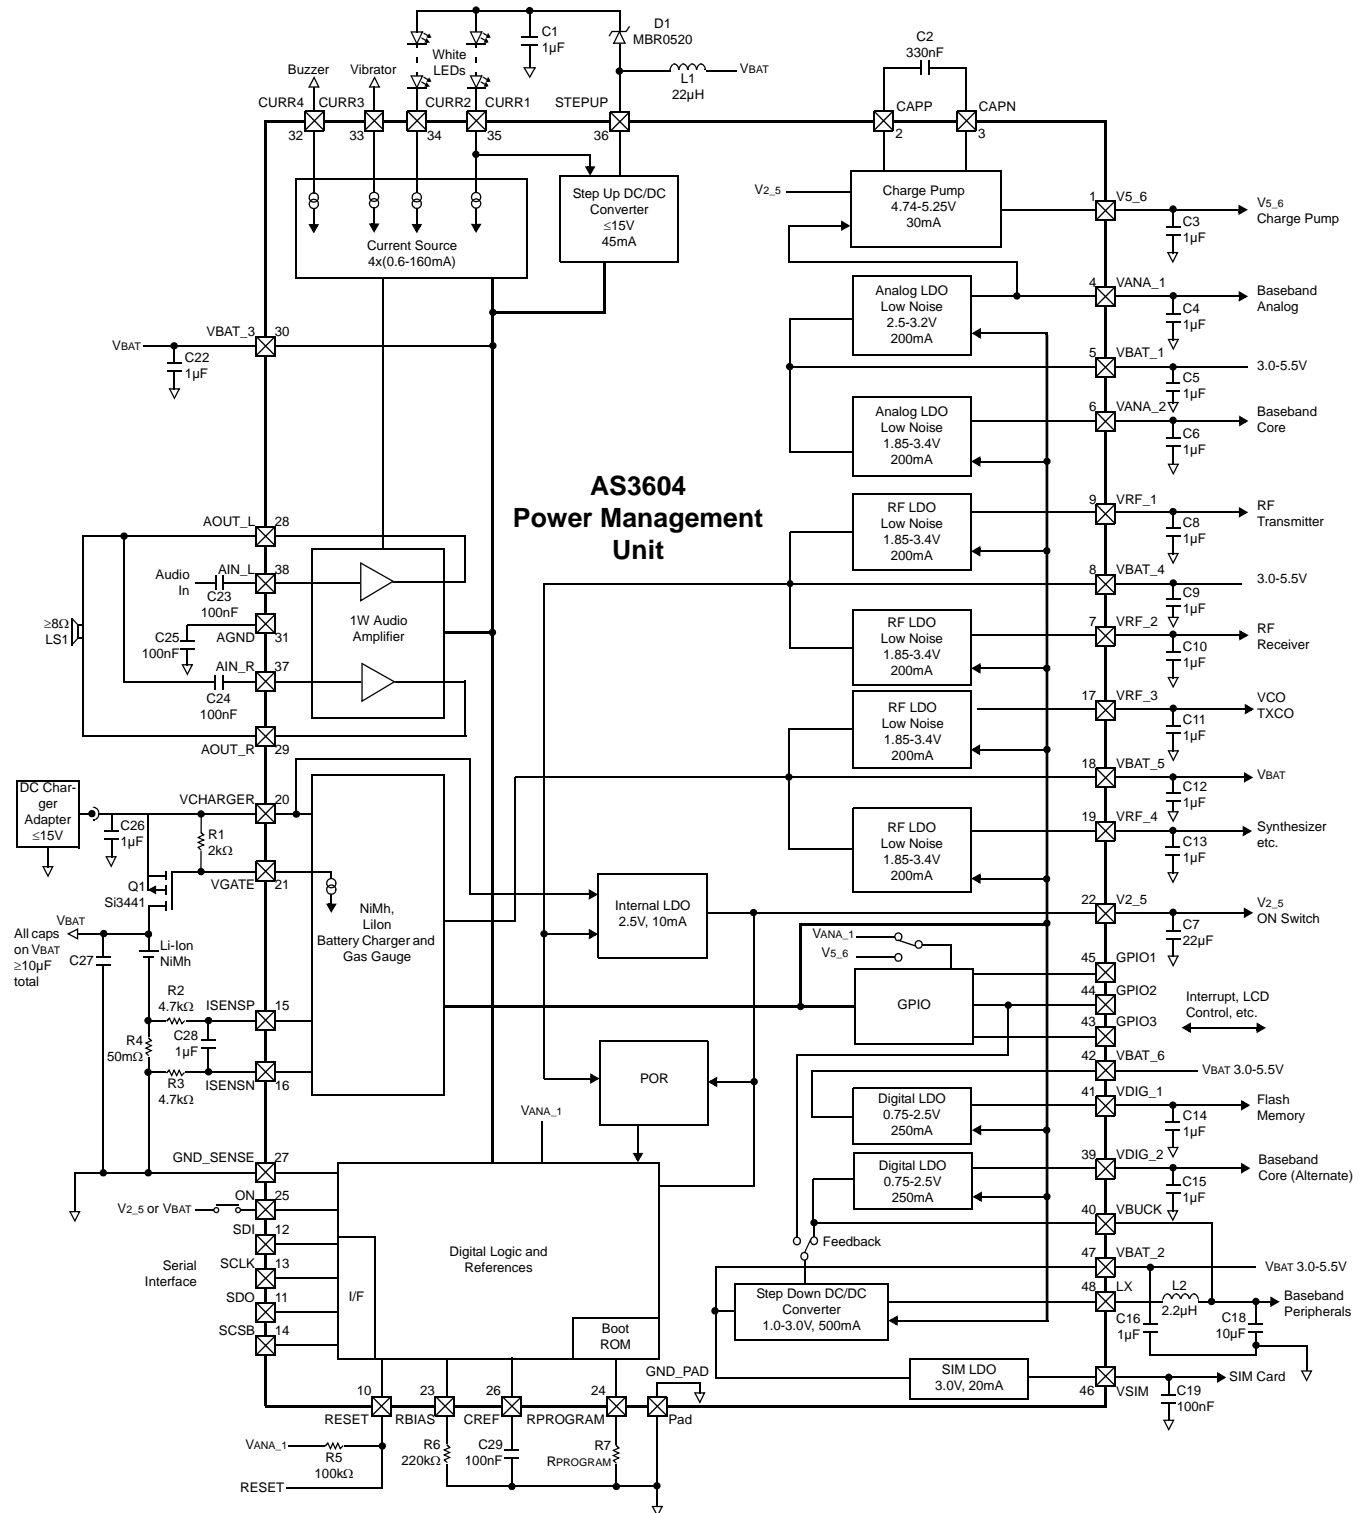 C1
1µF
D1
MBR0520
C2
330nF
White
LEDs
Buzzer
Vibrator
L1
22µH
VBAT
CURR4
CURR3
CURR2
CURR1
STEPUP
CAPP
CAPN
32
33
34
35
36
2
3
Current Source
4x(0.6-160mA)
Step Up DC/DC
Converter
≤15V
45mA
V2_5
Charge Pump
4.74-5.25V
30mA
1
V5_6
C3
1µF
V5_6
Charge Pump
Analog LDO
Low Noise
2.5-3.2V
200mA
4
VANA_1
C4
1µF
Baseband
Analog
VBAT
VBAT_3
30
C22
1µF
5
VBAT_1
C5
1µF
3.0-5.5V
Analog LDO
Low Noise
1.85-3.4V
200mA
6
VANA_2
C6
1µF
Baseband
Core
AS3604
Power Management
Unit
RF LDO
Low Noise
1.85-3.4V
200mA
9
VRF_1
C8
1µF
RF
Transmitter
8
VBAT_4
C9
1µF
3.0-5.5V
RF LDO
Low Noise
1.85-3.4V
200mA
7
VRF_2
C10
1µF
RF
Receiver
AOUT_L
28
Audio
In
AIN_L
38
C23
100nF
≥8Ω
LS1
C25
100nF
AGND
31
1W Audio
Amplifier
AIN_R
37
C24
100nF
AOUT_R
29
RF LDO
Low Noise
1.85-3.4V
200mA
17
VRF_3
C11
1µF
VCO
TXCO
18
VBAT_5
C12
1µF
VBAT
RF LDO
Low Noise
1.85-3.4V
200mA
19
VRF_4
C13
1µF
Synthesizer
etc.
DC Char-
ger
Adapter
≤15V
VCHARGER
20
C26
1µF
R1
2kΩ
VGATE
21
Q1
Si3441
NiMh,
LiIon
Battery Charger and
Gas Gauge
Internal LDO
2.5V, 10mA
22
V2_5
C7
22µF
V2_5
ON Switch
VBAT
All caps
on VBAT
≥10µF
total
C27
Li-Ion
NiMh
VANA_1
V5_6
GPIO
45
GPIO1
44
GPIO2
43
GPIO3
Interrupt, LCD
Control, etc.
R2
4.7kΩ
ISENSP
15
R4
50mΩ
C28
1µF
R3
4.7kΩ
ISENSN
16
POR
42
VBAT_6
VBAT 3.0-5.5V
Digital LDO
0.75-2.5V
250mA
41
VDIG_1
C14
1µF
Flash
Memory
VANA_1
Digital LDO
0.75-2.5V
250mA
39
VDIG_2
C15
1µF
Baseband
Core (Alternate)
GND_SENSE
27
ON
25
V2_5 or VBAT
40
VBUCK
Feedback
Serial
Interface
SDI
12
SCLK
13
SDO
11
SCSB
14
I/F
Digital Logic and
References
Boot
ROM
47
VBAT_2
VBAT 3.0-5.5V
Step Down DC/DC
Converter
1.0-3.0V, 500mA
48
LX
L2
2.2µH
C16
1µF
C18
10µF
Baseband
Peripherals
SIM LDO
3.0V, 20mA
46
VSIM
C19
100nF
SIM Card
GND_PAD
10
23
26
24
RESET
RBIAS
CREF
RPROGRAM
Pad
VANA_1
R5
100kΩ
RESET
R6
220kΩ
C29
100nF
R7
RPROGRAM